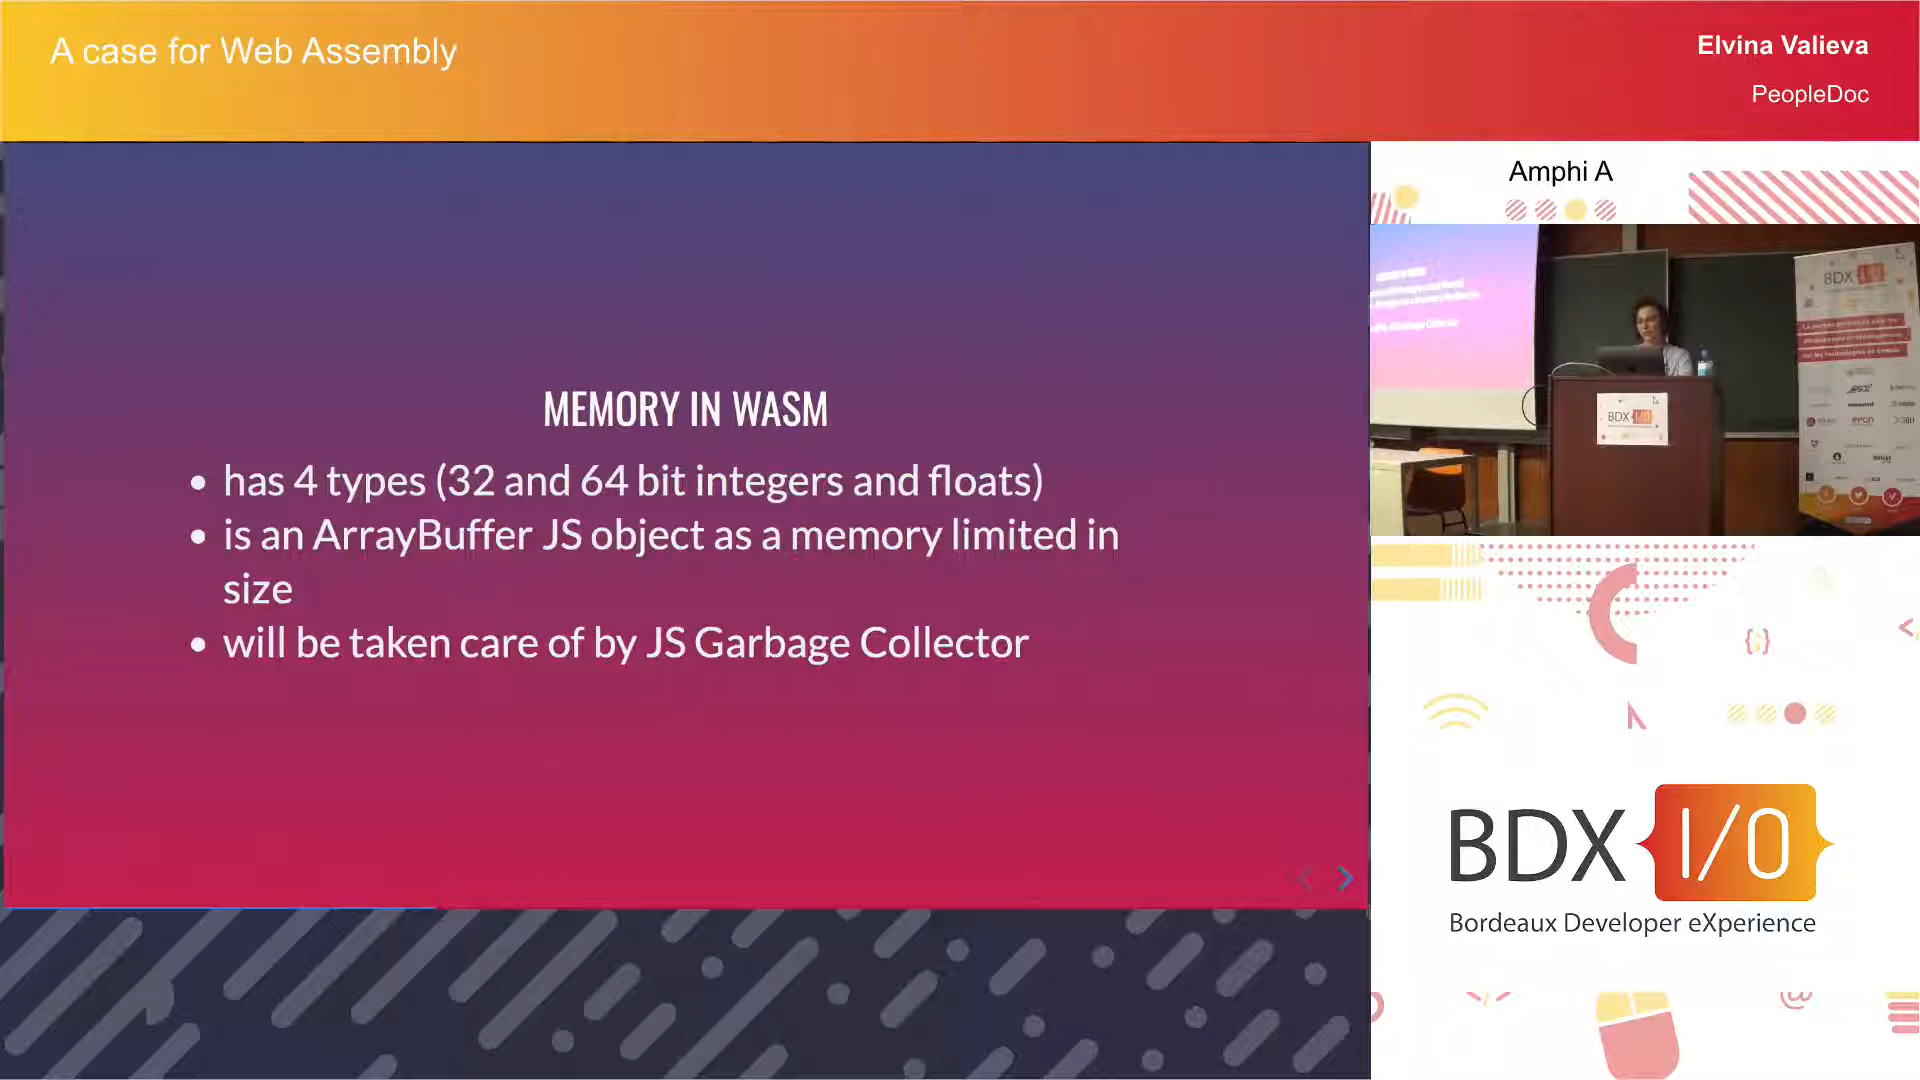 A case for Web Assembly
Elvina Valieva
PeopleDoc
Amphi A
MEMORY IN WASM
• has 4 types (32 and 64 bit integers and floats)
• is an ArrayBuffer JS object as a memory limited in
size
• will be taken care of by JS Garbage Collector
BDX I/O
BDX I/O
BDX I/O
Bordeaux Developer eXperience